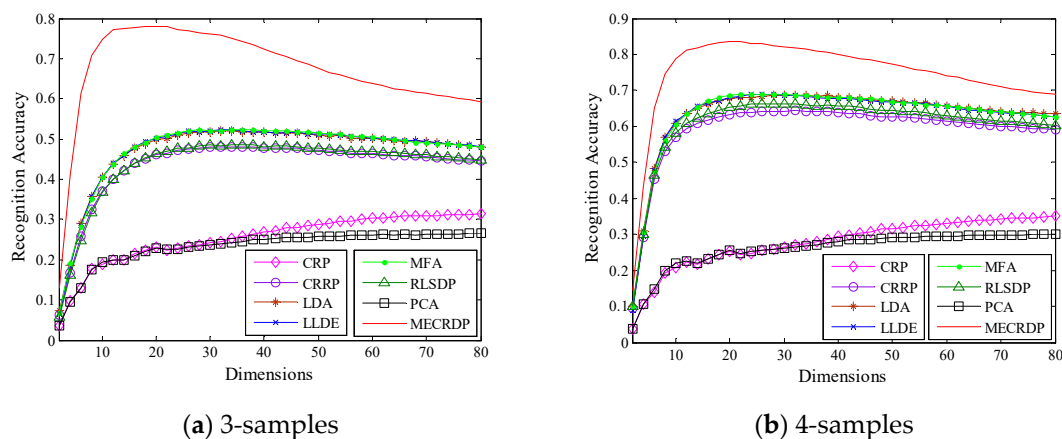 0.8
0.7
0.6
0.5
0.4
0.3
0.2
0.1
0
Recognition Accuracy
10 20 30 40 50 60 70 80
Dimensions
CRP
CRRP
LDA
LLDE
MFA
RLSDP
PCA
MECRDP
(a) 3-samples
0.9
0.8
0.7
0.6
0.5
0.4
0.3
0.2
0.1
0
Recognition Accuracy
10 20 30 40 50 60 70 80
Dimensions
CRP
CRRP
LDA
LLDE
MFA
RLSDP
PCA
MECRDP
(b) 4-samples